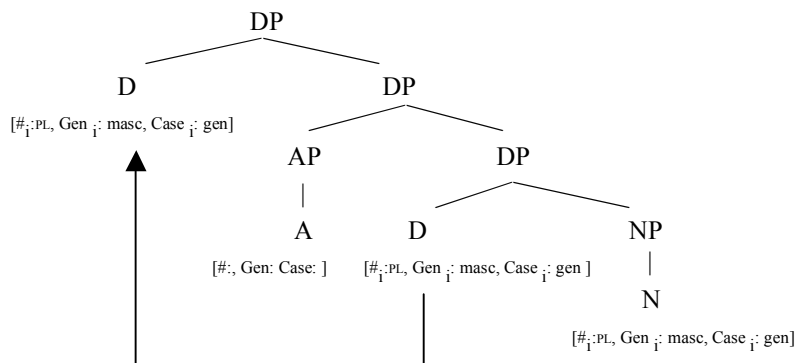 DP
D DP
[#i:PL, Gen i: masc, Case i: gen]
AP DP
A D NP
[#:, Gen: Case: ] [#i:PL, Gen i: masc, Case i: gen ]
N
[#i:PL, Gen i: masc, Case i: gen]